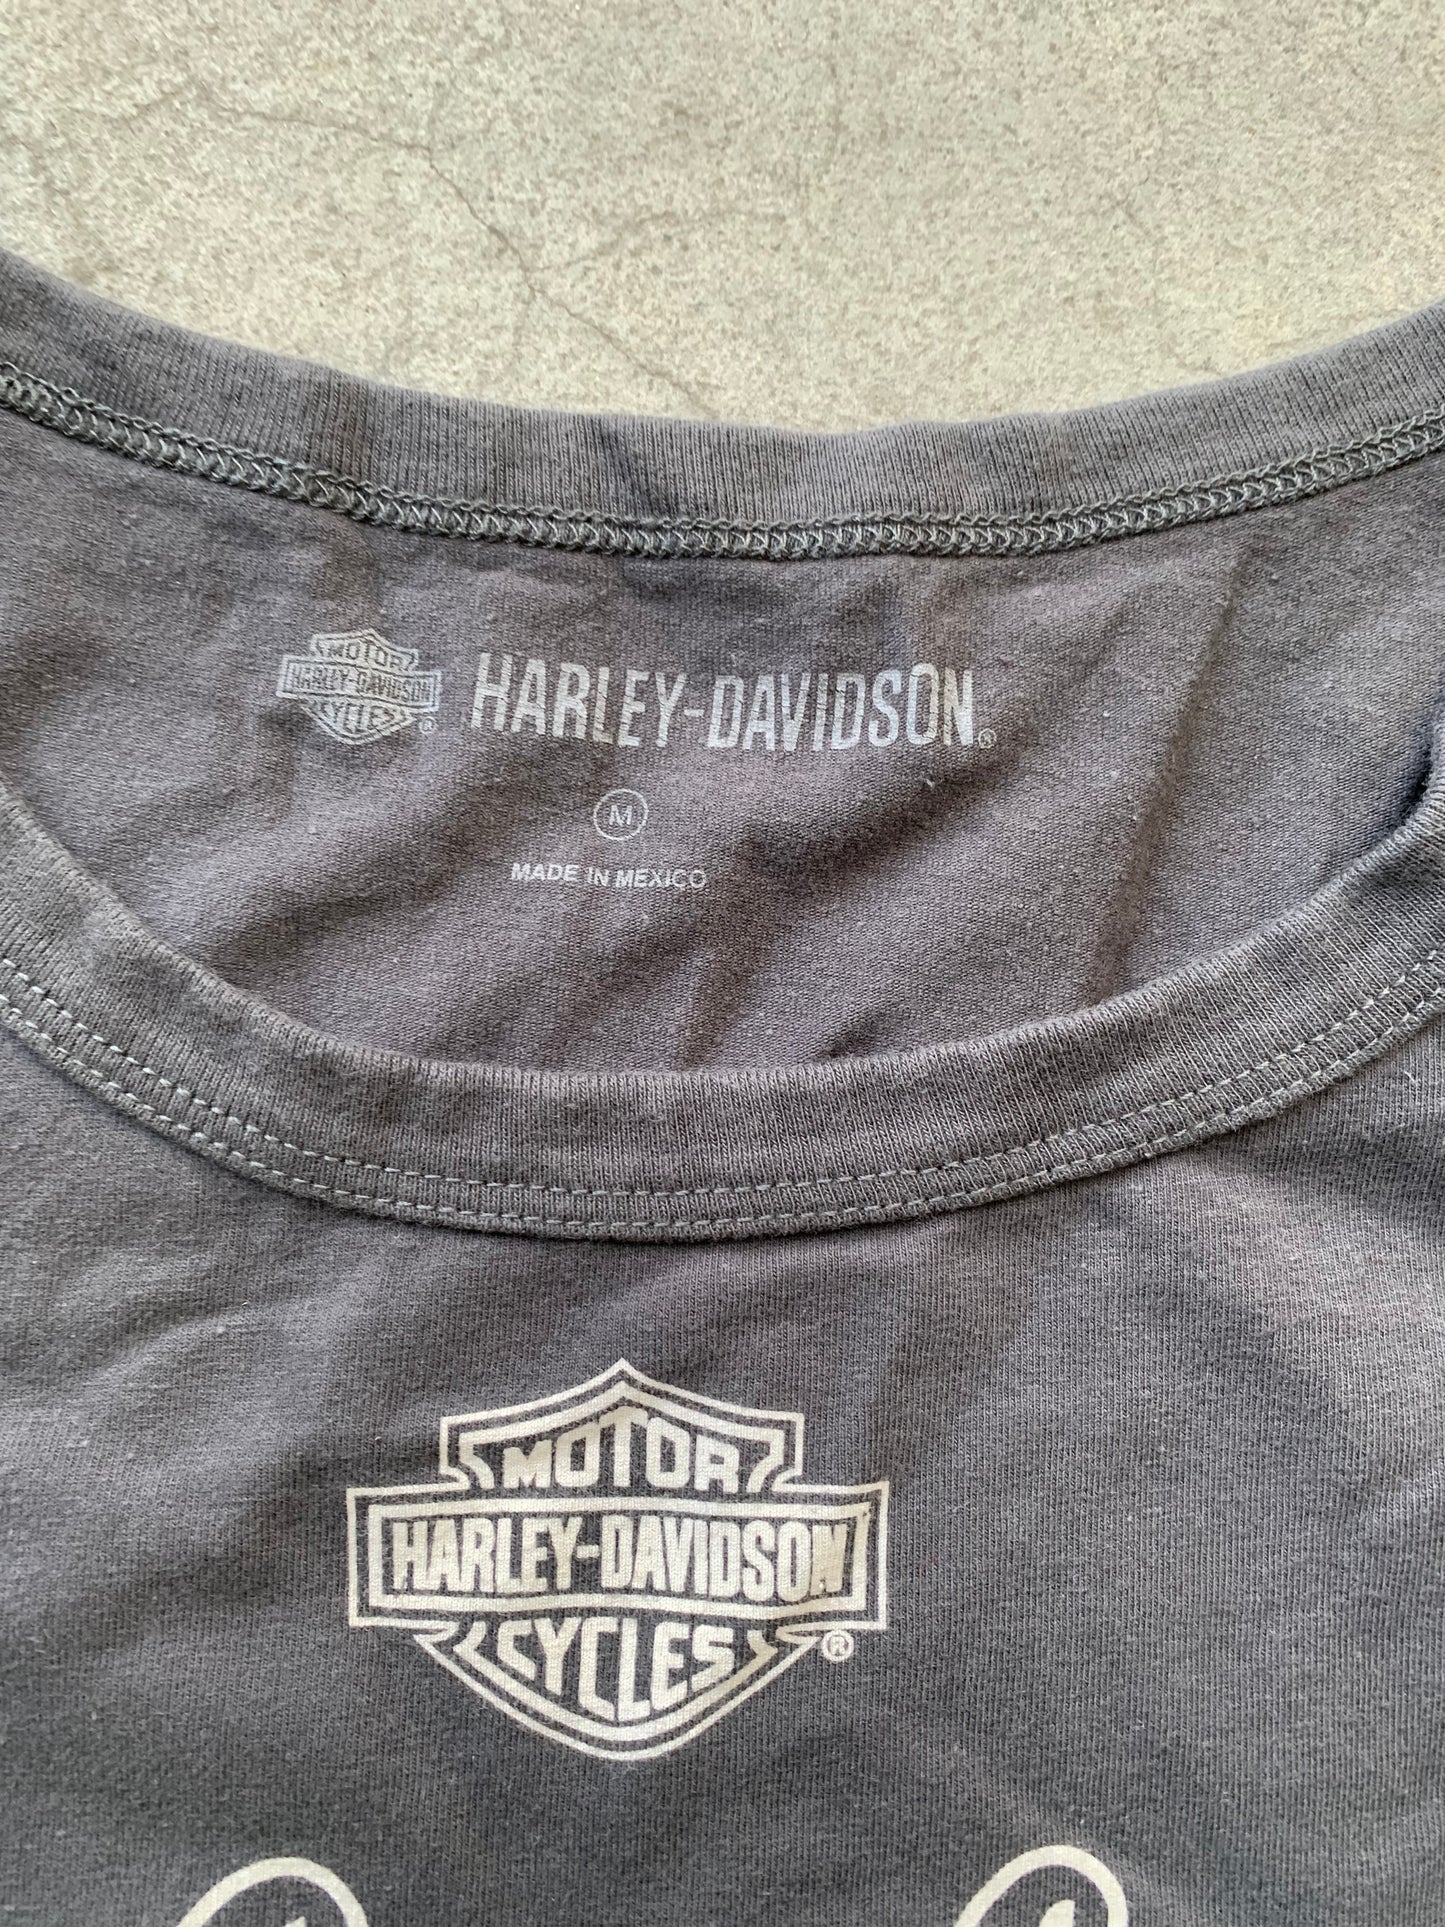 MOTOR
HARLEY-DAVIDSON
CYCLES ®
HARLEY-DAVIDSON®
M
MADE IN MEXICO
MOTOR
HARLEY-DAVIDSON
CYCLES ®